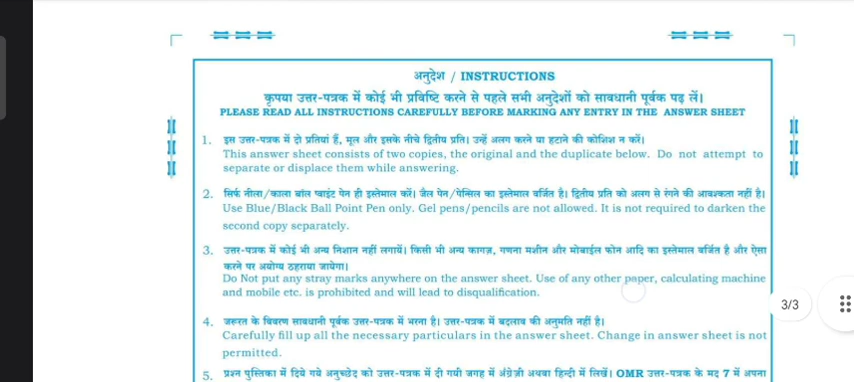 अनुदेश / INSTRUCTIONS
कृपया उत्तर-पत्रक में कोई भी प्रविष्टि करने से पहले सभी अनुदेशों को सावधानी पूर्वक पढ़ लें।
PLEASE READ ALL INSTRUCTIONS CAREFULLY BEFORE MARKING ANY ENTRY IN THE ANSWER SHEET
1. इस उत्तर-पत्रक में दो प्रतियां हैं, मूल और इसके नीचे द्वितीय प्रति। उन्हें अलग करने या हटाने की कोशिश न करें।
This answer sheet consists of two copies, the original and the duplicate below. Do not attempt to
separate or displace them while answering.
2. सिर्फ नीला/काला बॉल प्वाइंट पेन ही इस्तेमाल करें। जैल पेन/पेन्सिल का इस्तेमाल वर्जित है। द्वितीय प्रति को अलग से रंगने की आवश्यकता नहीं है।
Use Blue/Black Ball Point Pen only. Gel pens/pencils are not allowed. It is not required to darken the
second copy separately.
3. उत्तर-पत्रक में कोई भी अन्य निशान नहीं लगायें। किसी भी अन्य कागज़, गणना मशीन और मोबाईल फोन आदि का इस्तेमाल वर्जित है और ऐसा
करने पर अयोग्य ठहराया जायेगा।
Do Not put any stray marks anywhere on the answer sheet. Use of any other paper, calculating machine
and mobile etc. is prohibited and will lead to disqualification.
3/3
4. जरूरत के विवरण सावधानी पूर्वक उत्तर-पत्रक में भरना है। उत्तर-पत्रक में बदलाव की अनुमति नहीं है।
Carefully fill up all the necessary particulars in the answer sheet. Change in answer sheet is not
permitted.
5. प्रश्न पुस्तिका में दिये गये अनुच्छेद को उत्तर-पत्रक में दी गयी जगह में अंग्रेजी अथवा हिन्दी में लिखें। OMR उत्तर-पत्रक के मद 7 में अपना